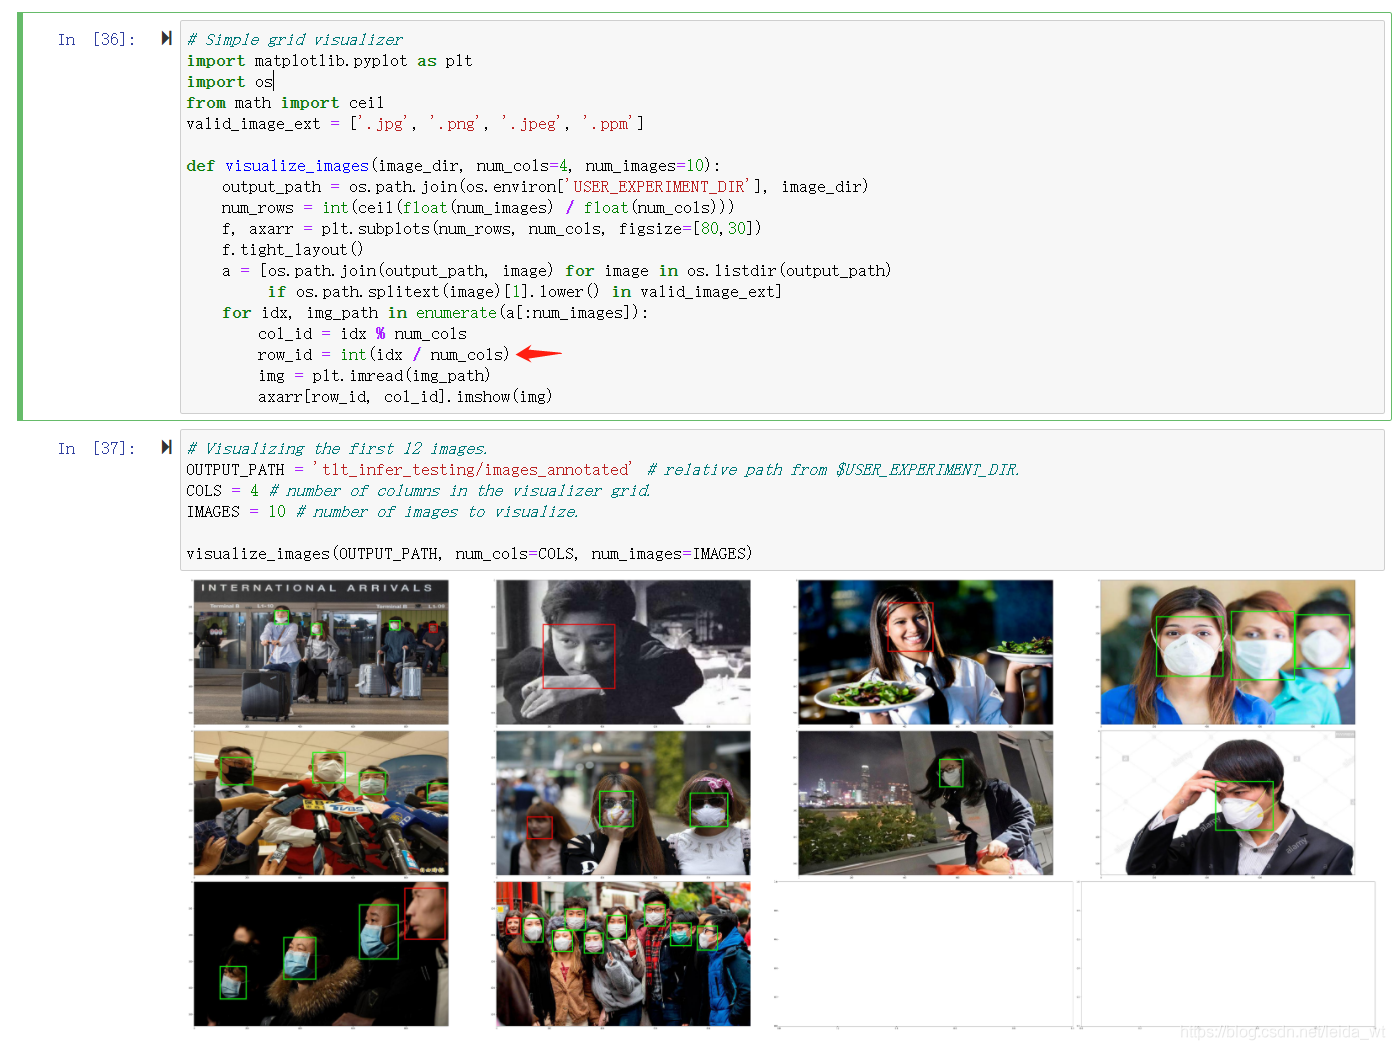 In [36]:
# Simple grid visualizer
import matplotlib.pyplot as plt
import os
from math import ceil
valid_image_ext = ['.jpg', '.png', '.jpeg', '.ppm']
def visualize_images(image_dir, num_cols=4, num_images=10):
output_path = os.path.join(os.environ['USER_EXPERIMENT_DIR'], image_dir)
num_rows = int(ceil(float(num_images) / float(num_cols)))
f, axarr = plt.subplots(num_rows, num_cols, figsize=[80,30])
f.tight_layout()
a = [os.path.join(output_path, image) for image in os.listdir(output_path)
if os.path.splitext(image)[1].lower() in valid_image_ext]
for idx, img_path in enumerate(a[:num_images]):
col_id = idx % num_cols
row_id = int(idx / num_cols)
img = plt.imread(img_path)
axarr[row_id, col_id].imshow(img)
In [37]:
# Visualizing the first 12 images.
OUTPUT_PATH = 'tlt_infer_testing/images_annotated' # relative path from $USER_EXPERIMENT_DIR.
COLS = 4 # number of columns in the visualizer grid.
IMAGES = 10 # number of images to visualize.
visualize_images(OUTPUT_PATH, num_cols=COLS, num_images=IMAGES)
INTERNATIONAL ARRIVALS
Terminal B
Terminal B
TVBS
alamy
alamy
https://blog.csdn.net/leida_wt